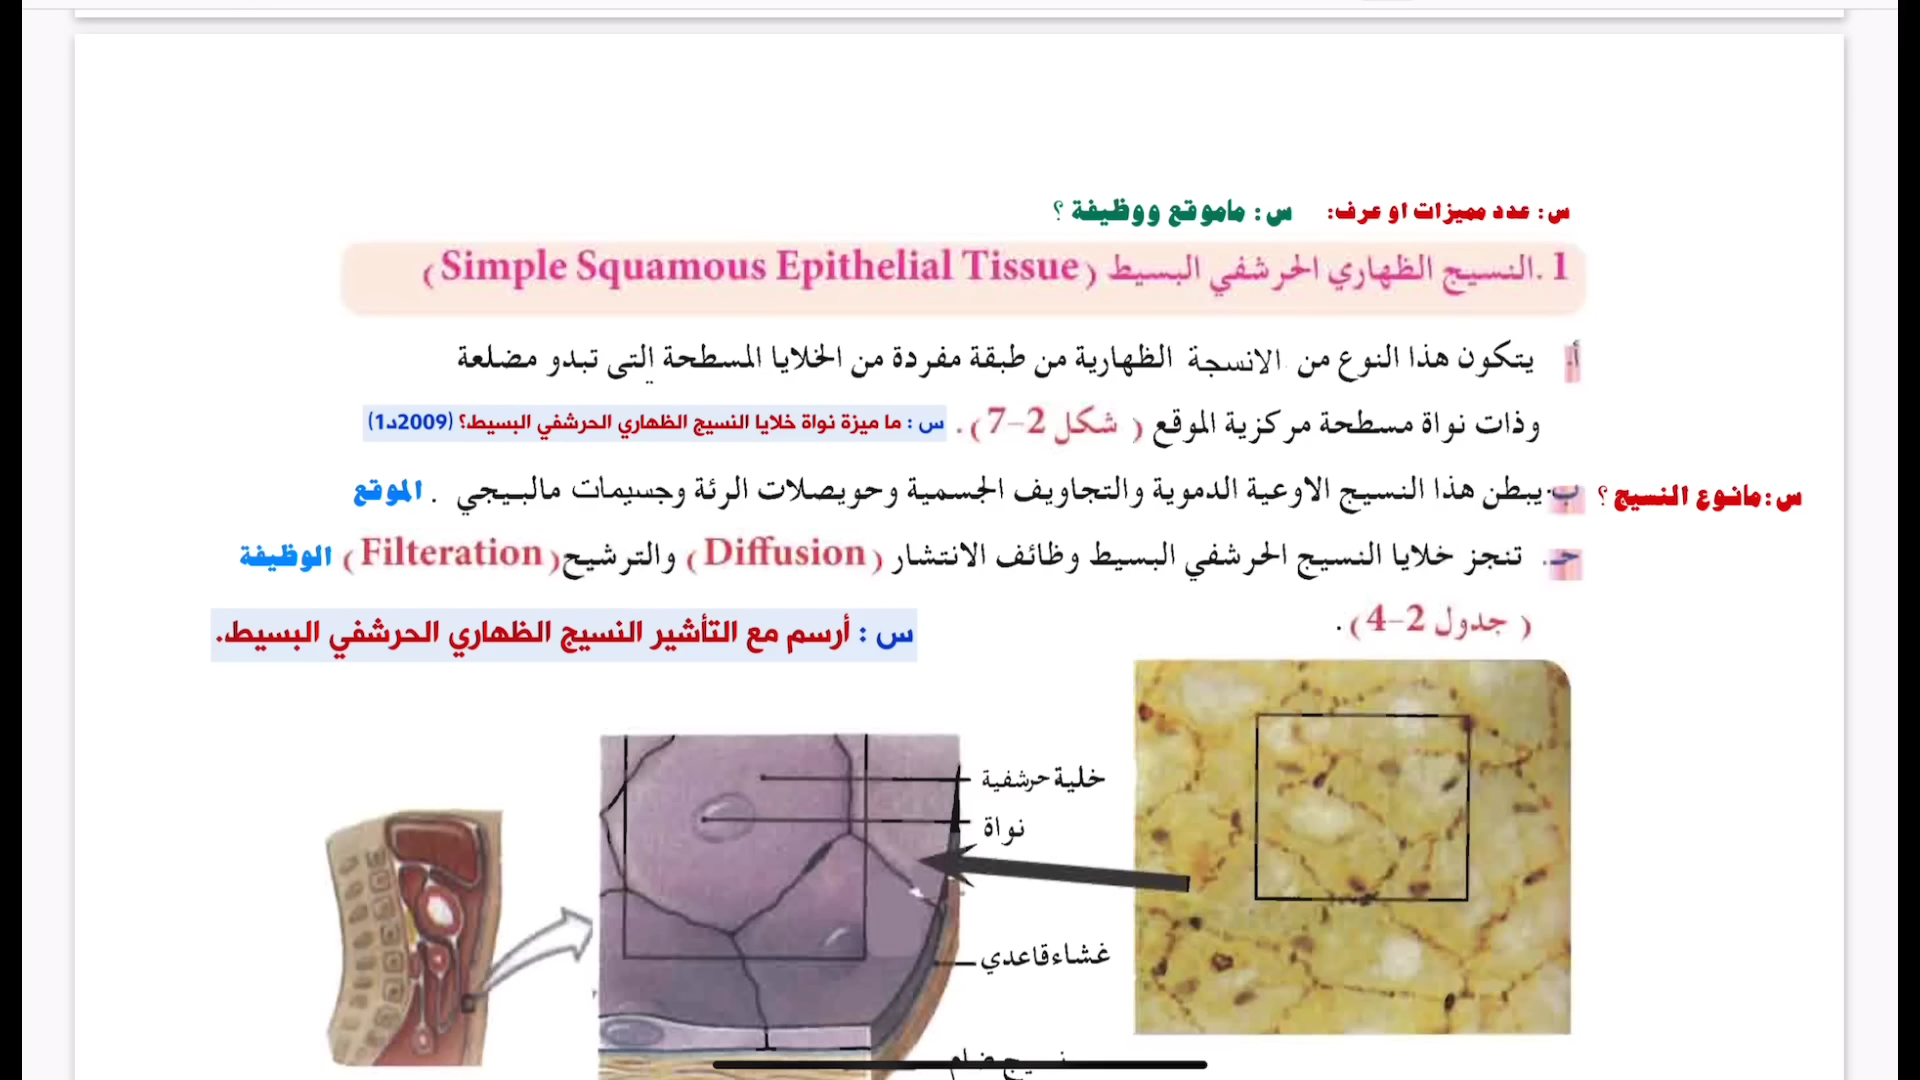 س: عدد مميزات او عرف: س: ماموقع ووظيفة ؟
1 .النسيج الظهاري الحرشفي البسيط ( Simple Squamous Epithelial Tissue )
أ. يتكون هذا النوع من الانسجة الظهارية من طبقة مفردة من الخلايا المسطحة التي تبدو مضلعة
وذات نواة مسطحة مركزية الموقع ( شكل 2-7 ) . س : ما ميزة نواة خلايا النسيج الظهاري الحرشفي البسيط؟ (2009د1)
س: مانوع النسيج ؟ ب. يبطن هذا النسيج الاوعية الدموية والتجاويف الجسمية وحويصلات الرئة وجسيمات مالبيجي . الموقع
حـ. تنجز خلايا النسيج الحرشفي البسيط وظائف الانتشار ( Diffusion ) والترشيح ( Filteration ) الوظيفة
( جدول 2-4 ) .
س : أرسم مع التأشير النسيج الظهاري الحرشفي البسيط.
خلية حرشفية
نواة
غشاء قاعدي